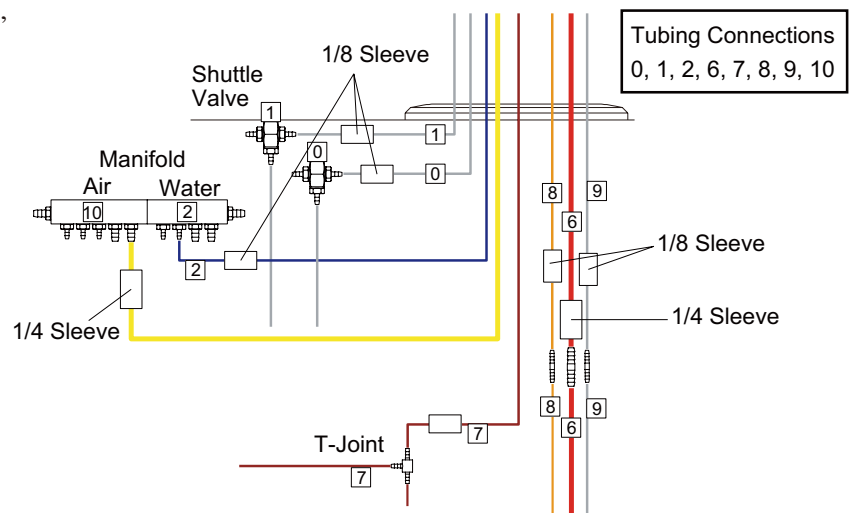 ,
Tubing Connections
0, 1, 2, 6, 7, 8, 9, 10
1/8 Sleeve
Shuttle
Valve
1
1
0
0
Manifold
Air
Water
10
2
2
8
9
6
1/8 Sleeve
1/4 Sleeve
1/4 Sleeve
8
9
6
7
T-Joint
7